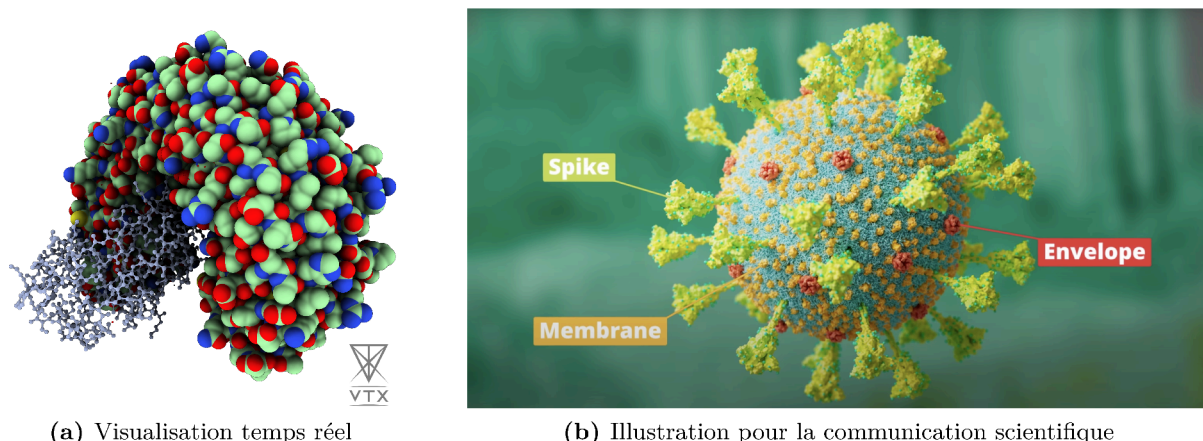 Spike
Envelope
Membrane
VTX
(a) Visualisation temps réel
(b) Illustration pour la communication scientifique